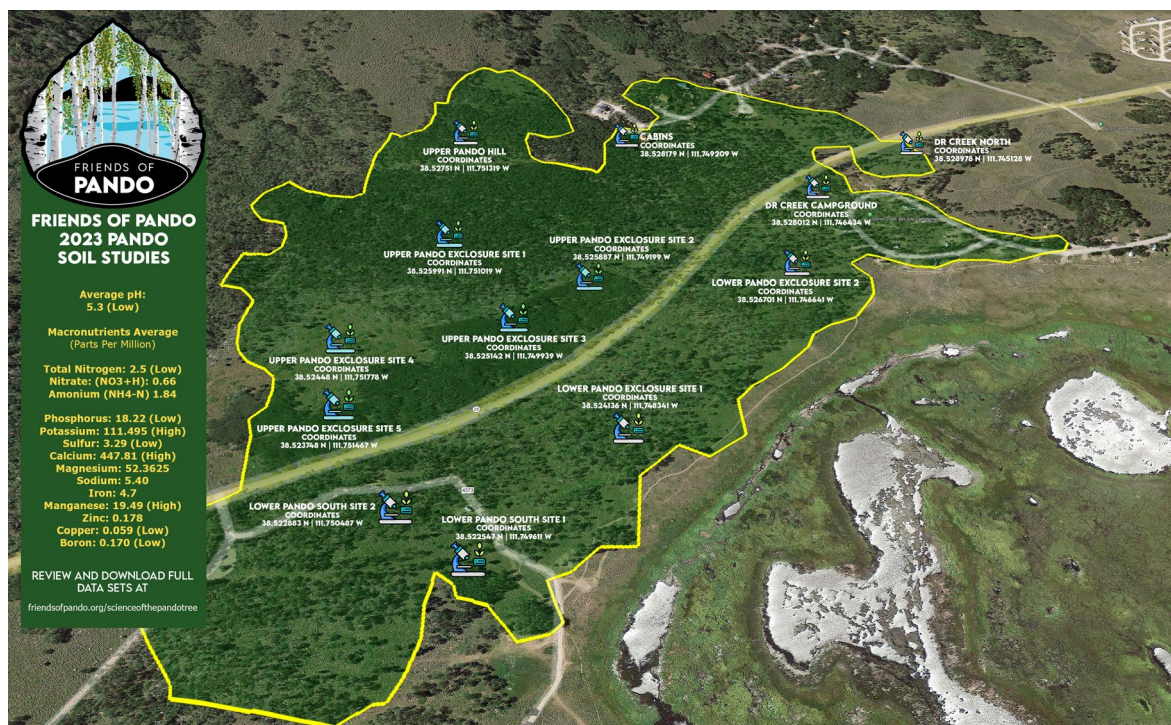 FRIENDS OF
PANDO
FRIENDS OF PANDO
2023 PANDO
SOIL STUDIES
Average pH:
5.3 (Low)
Macronutrients Average
(Parts Per Million)
Total Nitrogen: 2.5 (Low)
Nitrate: (NO3+H): 0.66
Amonium (NH4-N) 1.84
Phosphorus: 18.22 (Low)
Potassium: 111.495 (High)
Sulfur: 3.29 (Low)
Calcium: 447.81 (High)
Magnesium: 52.3625
Sodium: 5.40
Iron: 4.7
Manganese: 19.49 (High)
Zinc: 0.178
Copper: 0.059 (Low)
Boron: 0.170 (Low)
REVIEW AND DOWNLOAD FULL
DATA SETS AT
friendsofpando.org/scienceofthepandotree
UPPER PANDO HILL
COORDINATES
38.52751 N | 111.751319 W
CABINS
COORDINATES
38.528179 N | 111.749209 W
DR CREEK NORTH
COORDINATES
38.528978 N | 111.745128 W
DR CREEK CAMPGROUND
COORDINATES
38.528012 N | 111.746434 W
UPPER PANDO EXCLOSURE SITE 1
COORDINATES
38.525991 N | 111.751019 W
UPPER PANDO EXCLOSURE SITE 2
COORDINATES
38.525887 N | 111.749199 W
LOWER PANDO EXCLOSURE SITE 2
COORDINATES
38.526701 N | 111.746641 W
UPPER PANDO EXCLOSURE SITE 3
COORDINATES
38.525142 N | 111.749939 W
UPPER PANDO EXCLOSURE SITE 4
COORDINATES
38.52448 N | 111.751778 W
LOWER PANDO EXCLOSURE SITE 1
COORDINATES
38.524136 N | 111.748341 W
UPPER PANDO EXCLOSURE SITE 5
COORDINATES
38.523748 N | 111.751467 W
25
4373
LOWER PANDO SOUTH SITE 2
COORDINATES
38.522883 N | 111.750487 W
LOWER PANDO SOUTH SITE 1
COORDINATES
38.522547 N | 111.749611 W